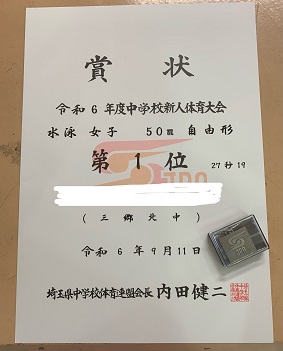 賞状
令和6年度中学校新人体育大会
水泳 女子 50m 自由形
第1位 27秒19
(三郷北中)
令和6年9月11日
埼玉県中学校体育連盟会長 内田健二